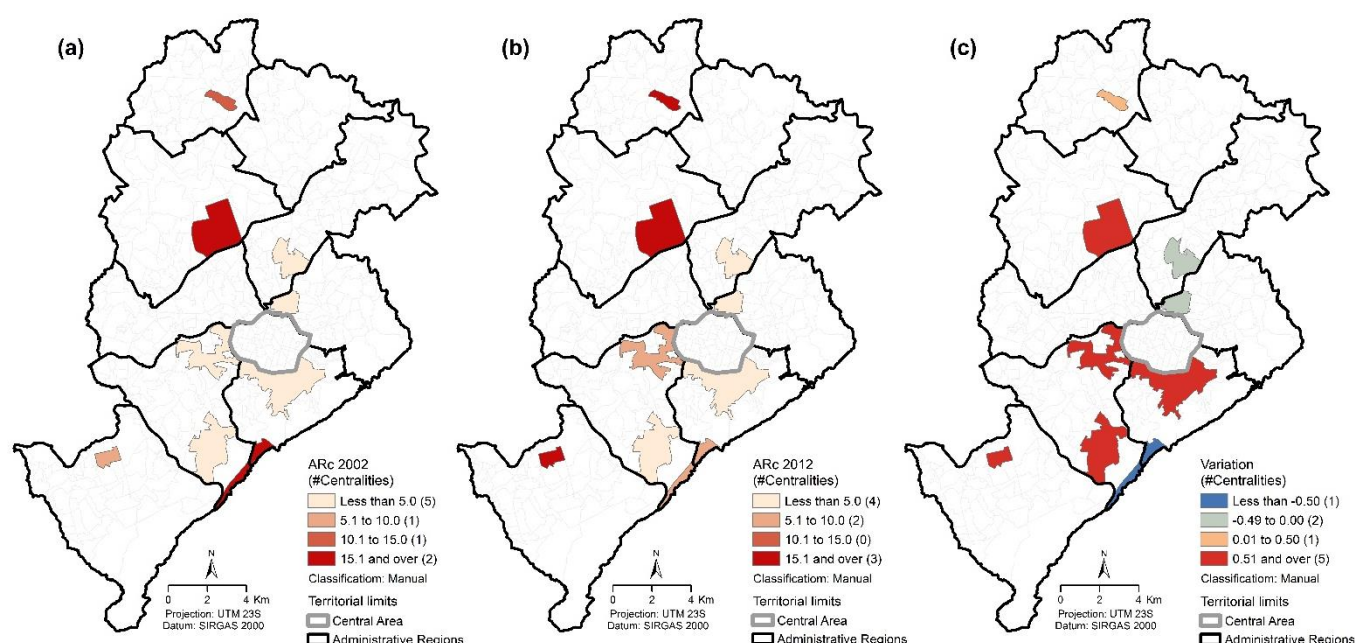 (a)
ARc 2002
(#Centralities)
Less than 5.0 (5)
5.1 to 10.0 (1)
10.1 to 15.0 (1)
15.1 and over (2)
Classification: Manual
Territorial limits
Central Area
Administrative Regions
N
0 2 4 Km
Projection: UTM 23S
Datum: SIRGAS 2000
(b)
ARc 2012
(#Centralities)
Less than 5.0 (4)
5.1 to 10.0 (2)
10.1 to 15.0 (0)
15.1 and over (3)
Classification: Manual
Territorial limits
Central Area
Administrative Regions
N
0 2 4 Km
Projection: UTM 23S
Datum: SIRGAS 2000
(c)
Variation
(#Centralities)
Less than -0.50 (1)
-0.49 to 0.00 (2)
0.01 to 0.50 (1)
0.51 and over (5)
Classification: Manual
Territorial limits
Central Area
Administrative Regions
N
0 2 4 Km
Projection: UTM 23S
Datum: SIRGAS 2000